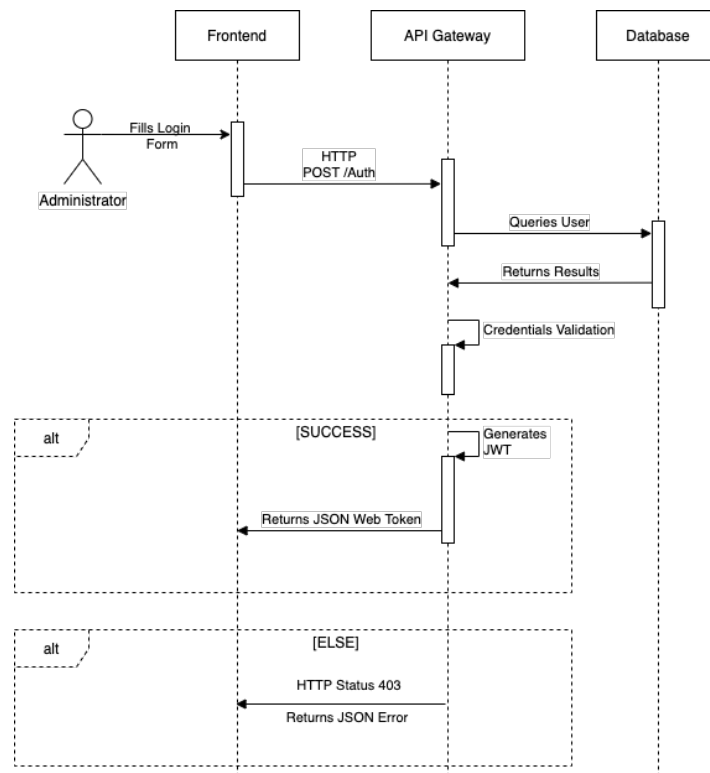 Frontend
API Gateway
Database
Fills Login
Form
Administrator
HTTP
POST /Auth
Queries User
Returns Results
Credentials Validation
alt
[SUCCESS]
Generates
JWT
Returns JSON Web Token
alt
[ELSE]
HTTP Status 403
Returns JSON Error